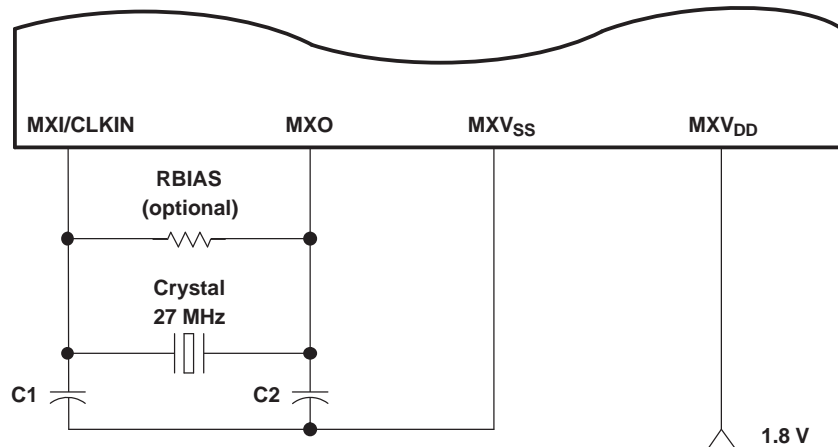 MXI/CLKIN MXO MXVSS MXVDD
RBIAS
(optional)
Crystal
27 MHz
C1 C2
1.8 V